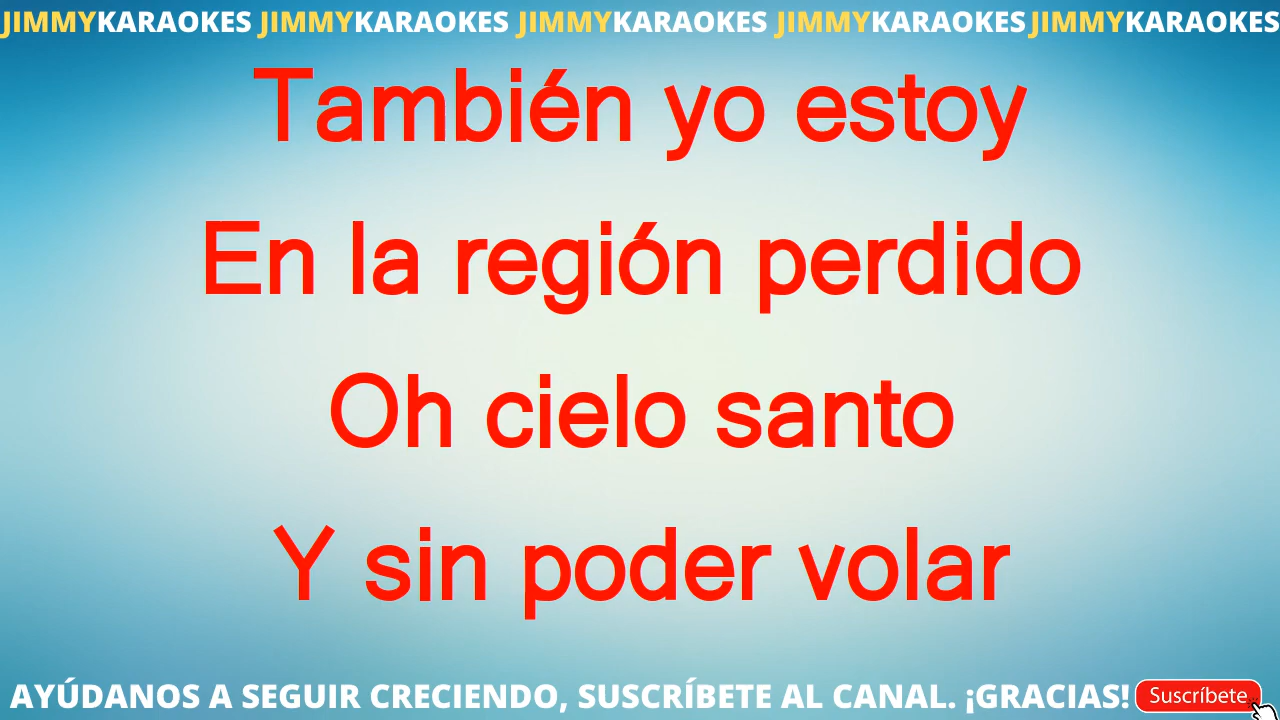 JIMMYKARAOKES JIMMYKARAOKES JIMMYKARAOKES JIMMYKARAOKES JIMMYKARAOKES
También yo estoy
En la región perdido
Oh cielo santo
Y sin poder volar
AYÚDANOS A SEGUIR CRECIENDO, SUSCRÍBETE AL CANAL. ¡GRACIAS! Suscríbete